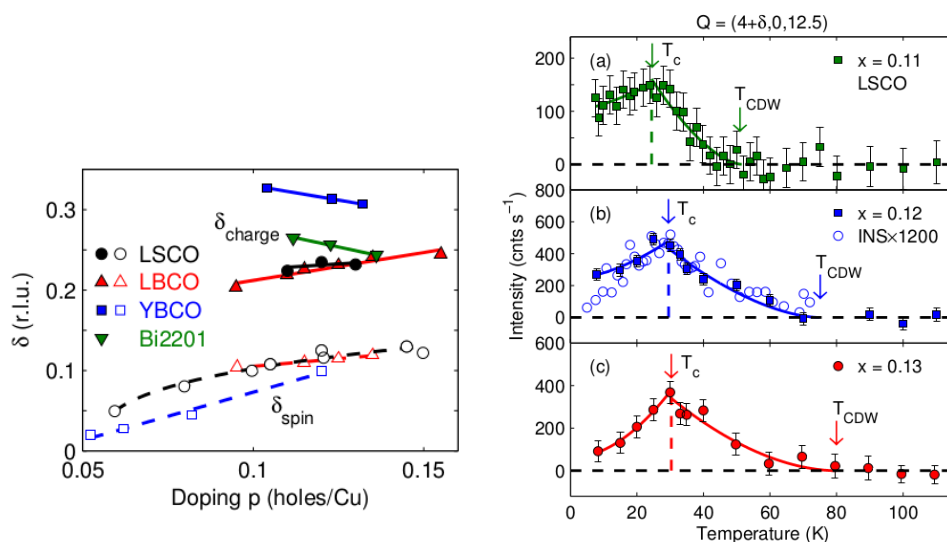 0.3
0.2
0.1
0
δ (r.l.u.)
δcharge
LSCO
LBCO
YBCO
Bi2201
δspin
0.05
0.1
0.15
Doping p (holes/Cu)
Q = (4+δ,0,12.5)
200
100
0
(a)
Tc
TCDW
x = 0.11
LSCO
800
600
400
200
0
(b)
Tc
TCDW
x = 0.12
INS×1200
600
400
200
0
(c)
Tc
TCDW
x = 0.13
Intensity (cnts s⁻¹)
0
20
40
60
80
100
Temperature (K)